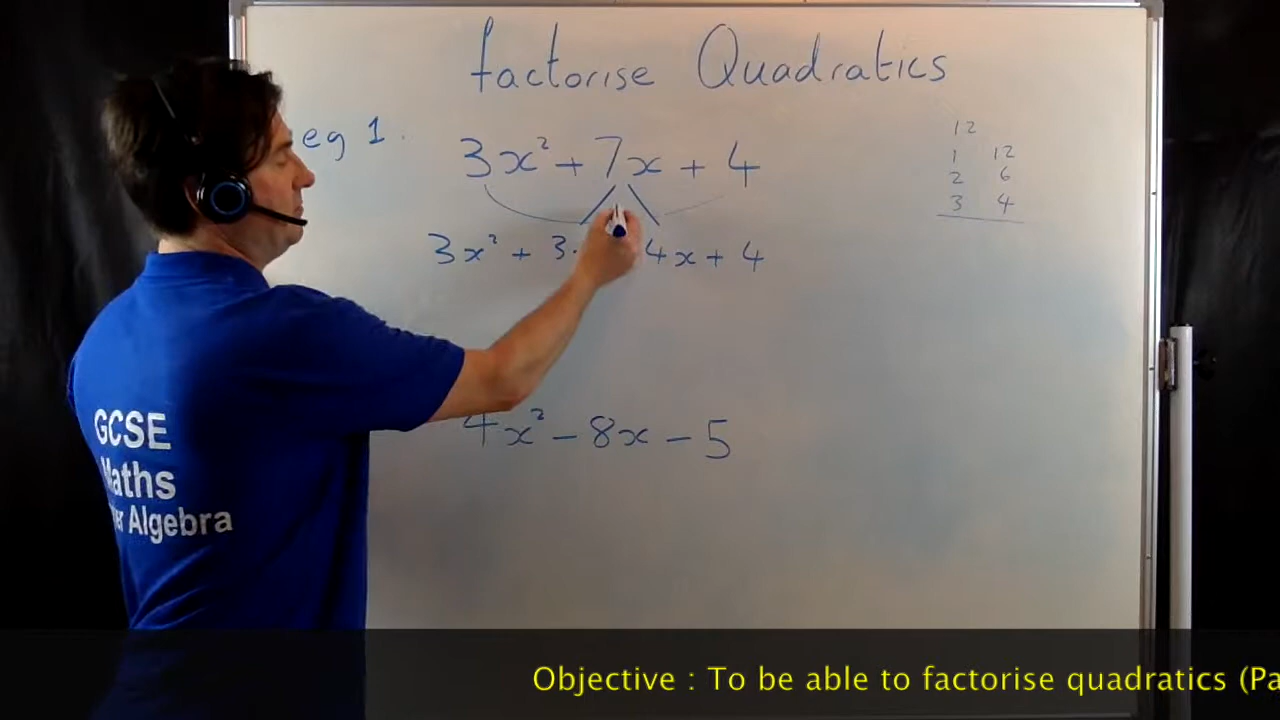 factorise Quadratics
eg 1.
3x² + 7x + 4
3x² + 3 4x + 4
12
1 12
2 6
3 4
4x² - 8x - 5
GCSE
Maths
Algebra
Objective : To be able to factorise quadratics (Pa